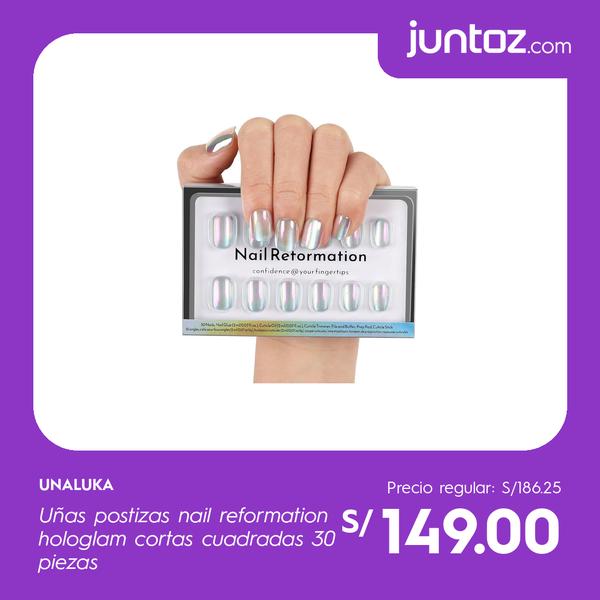 juntoz.com
Nail Reformation
confidence@yourfingertips
UNALUKA
Precio regular: S/186.25
Uñas postizas nail reformation
hologlam cortas cuadradas 30
piezas
S/149.00